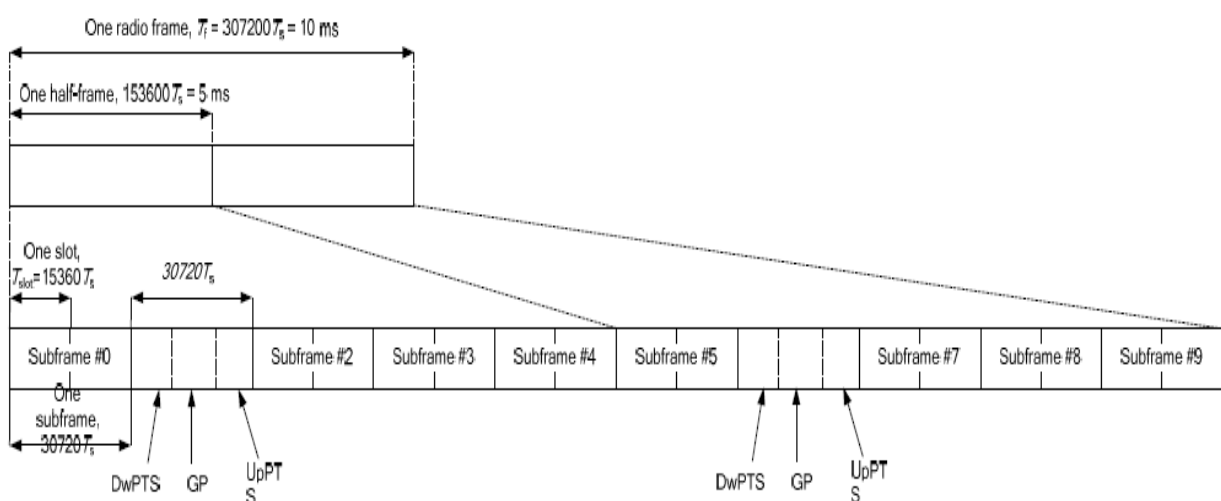 One radio frame, Tf = 307200Ts = 10 ms
One half-frame, 153600Ts = 5 ms
One slot,
Tslot=15360Ts
30720Ts
Subframe #0
Subframe #2
Subframe #3
Subframe #4
Subframe #5
Subframe #7
Subframe #8
Subframe #9
One
subframe,
30720Ts
DwPTS
GP
UpPT
S
DwPTS
GP
UpPT
S